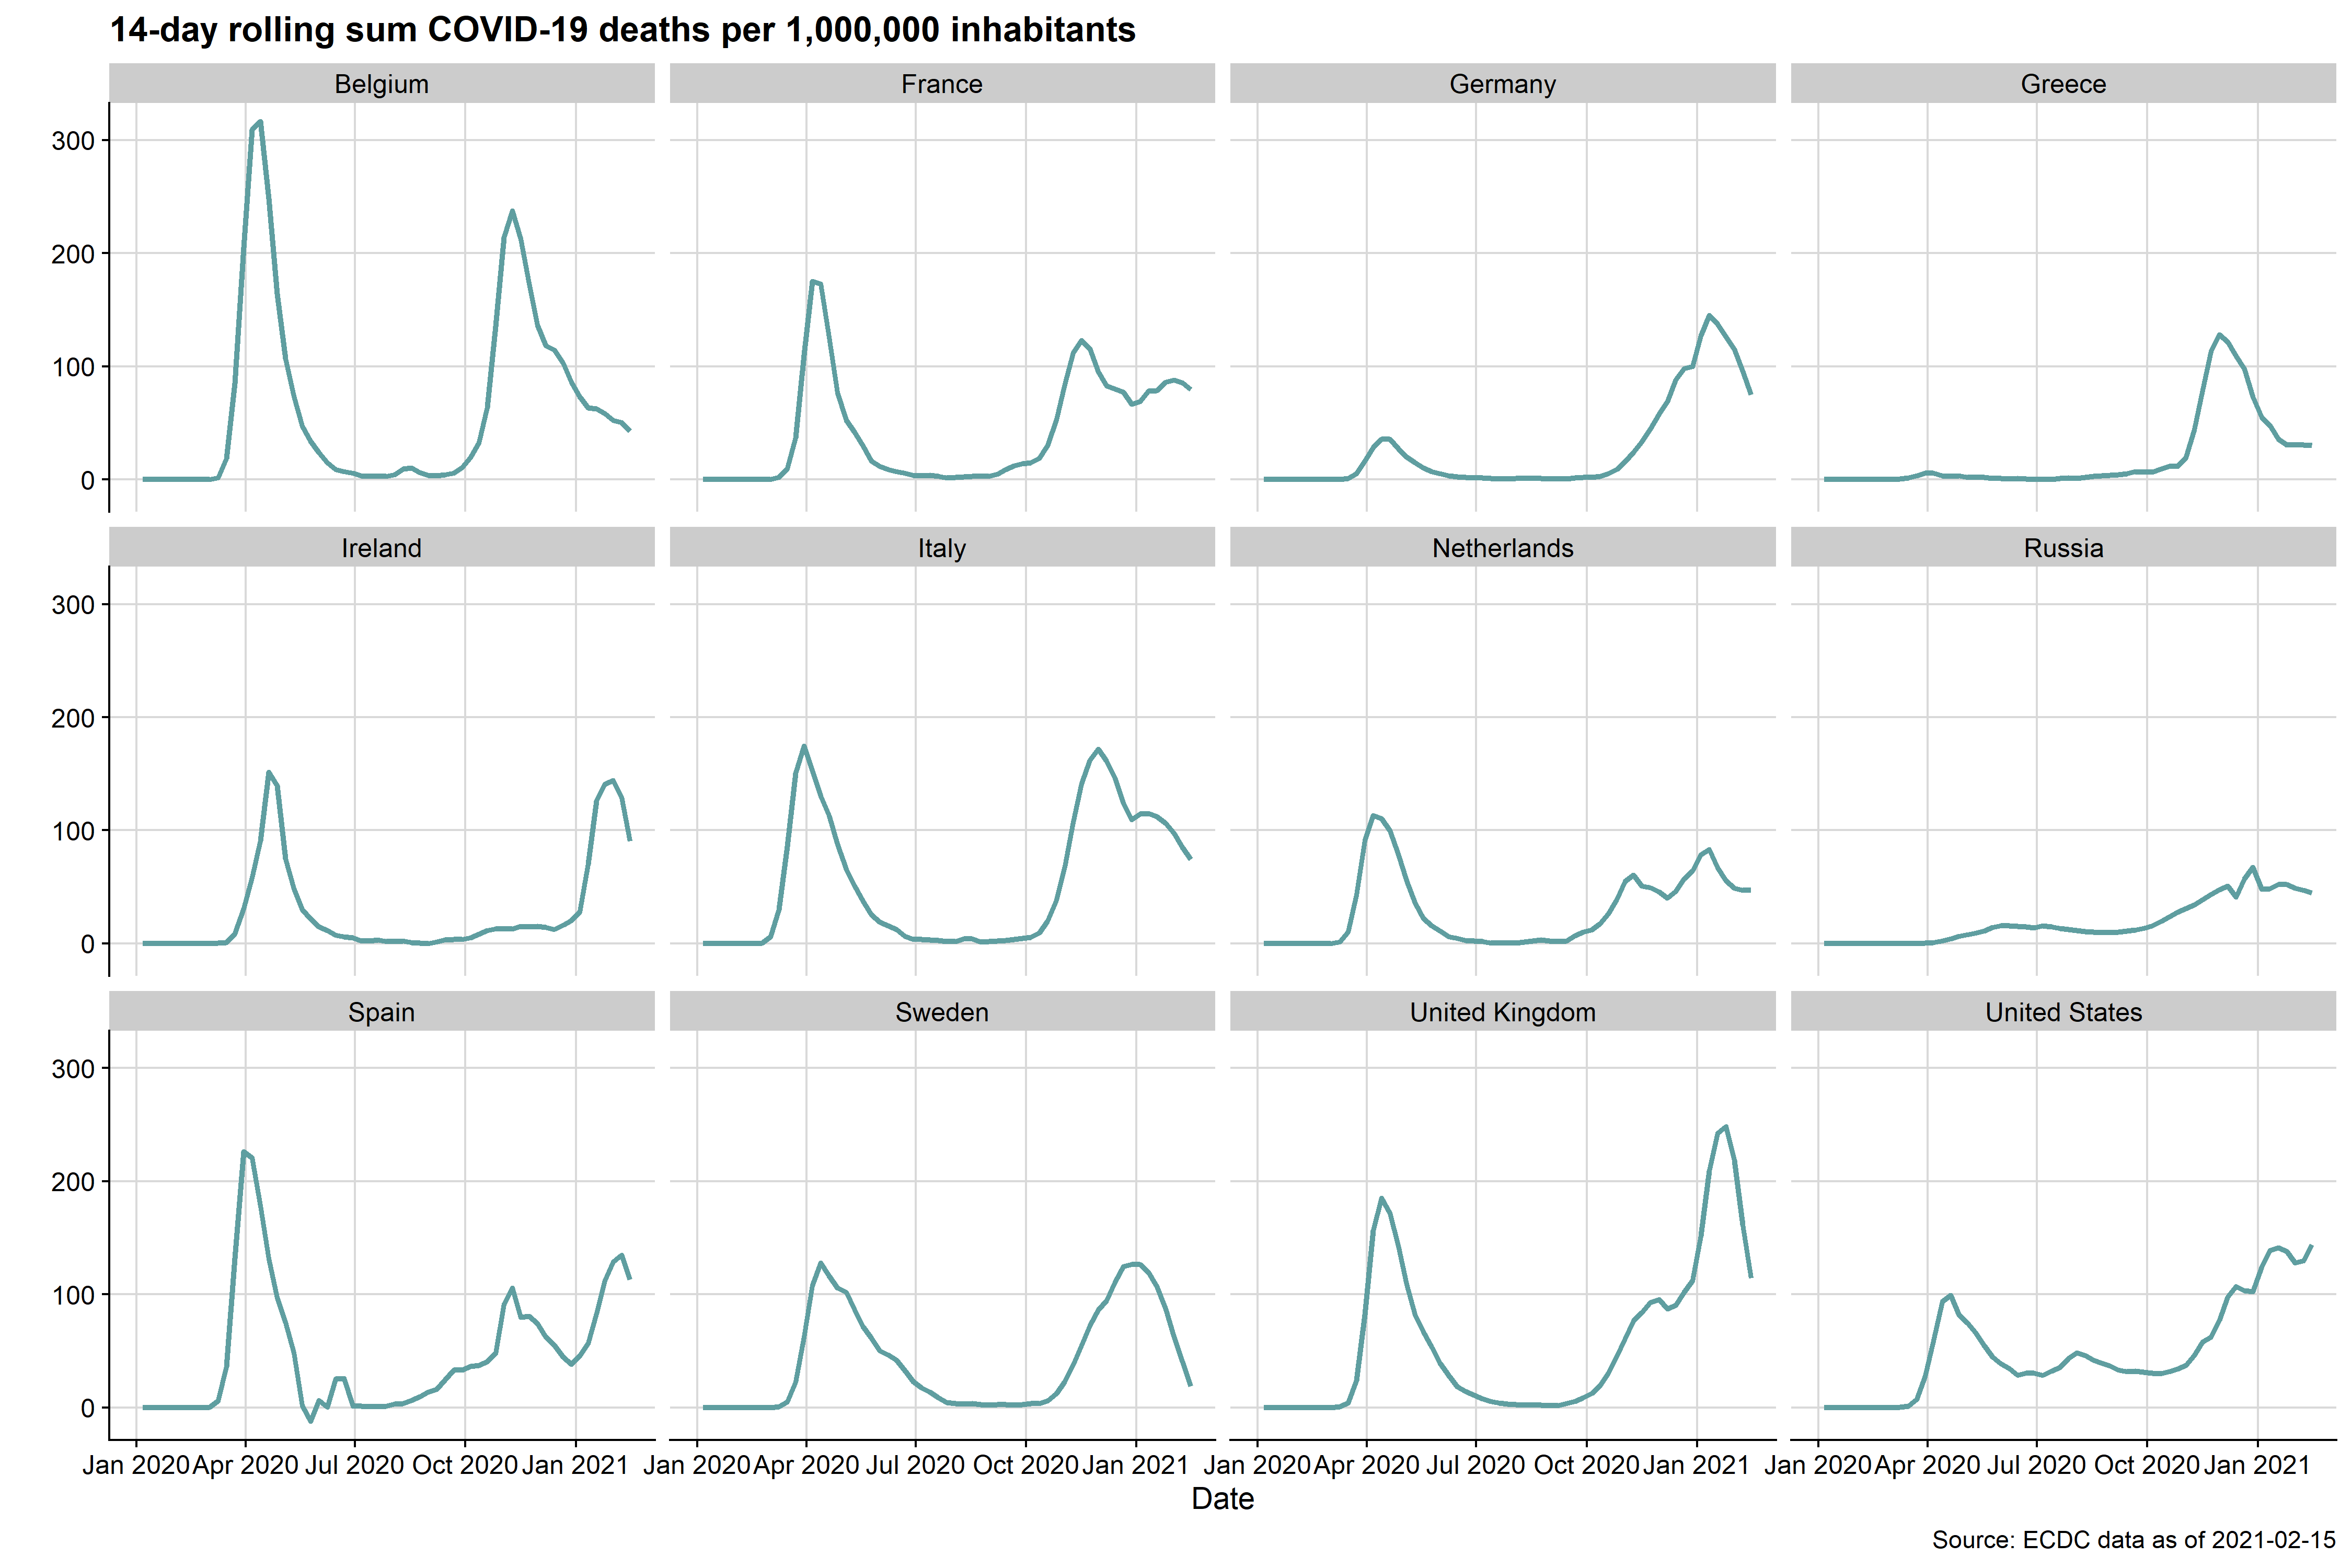 14-day rolling sum COVID-19 deaths per 1,000,000 inhabitants
Belgium France Germany Greece
300
200
100
0
Ireland Italy Netherlands Russia
300
200
100
0
Spain Sweden United Kingdom United States
300
200
100
0
Jan 2020 Apr 2020 Jul 2020 Oct 2020 Jan 2021 Jan 2020 Apr 2020 Jul 2020 Oct 2020 Jan 2021 Jan 2020 Apr 2020 Jul 2020 Oct 2020 Jan 2021 Jan 2020 Apr 2020 Jul 2020 Oct 2020 Jan 2021
Date
Source: ECDC data as of 2021-02-15